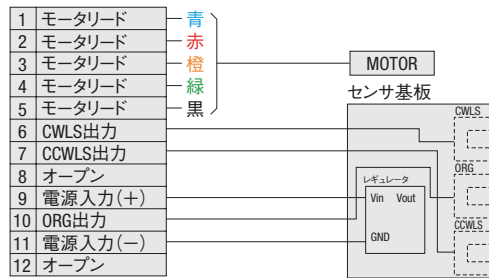 1 モータリード 青
2 モータリード 赤
3 モータリード 橙
4 モータリード 緑
5 モータリード 黒
6 CWLS出力
7 CCWLS出力
8 オープン
9 電源入力(+)
10 ORG出力
11 電源入力(-)
12 オープン
MOTOR
センサ基板
CWLS
ORG
CCWLS
レギュレータ
Vin Vout
GND